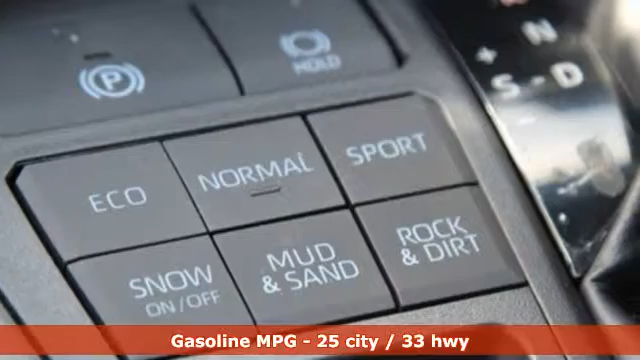 (P)
HOLD
+ N
S - D
ECO
NORMAL
SPORT
SNOW
ON/OFF
MUD
& SAND
ROCK
& DIRT
Gasoline MPG - 25 city / 33 hwy